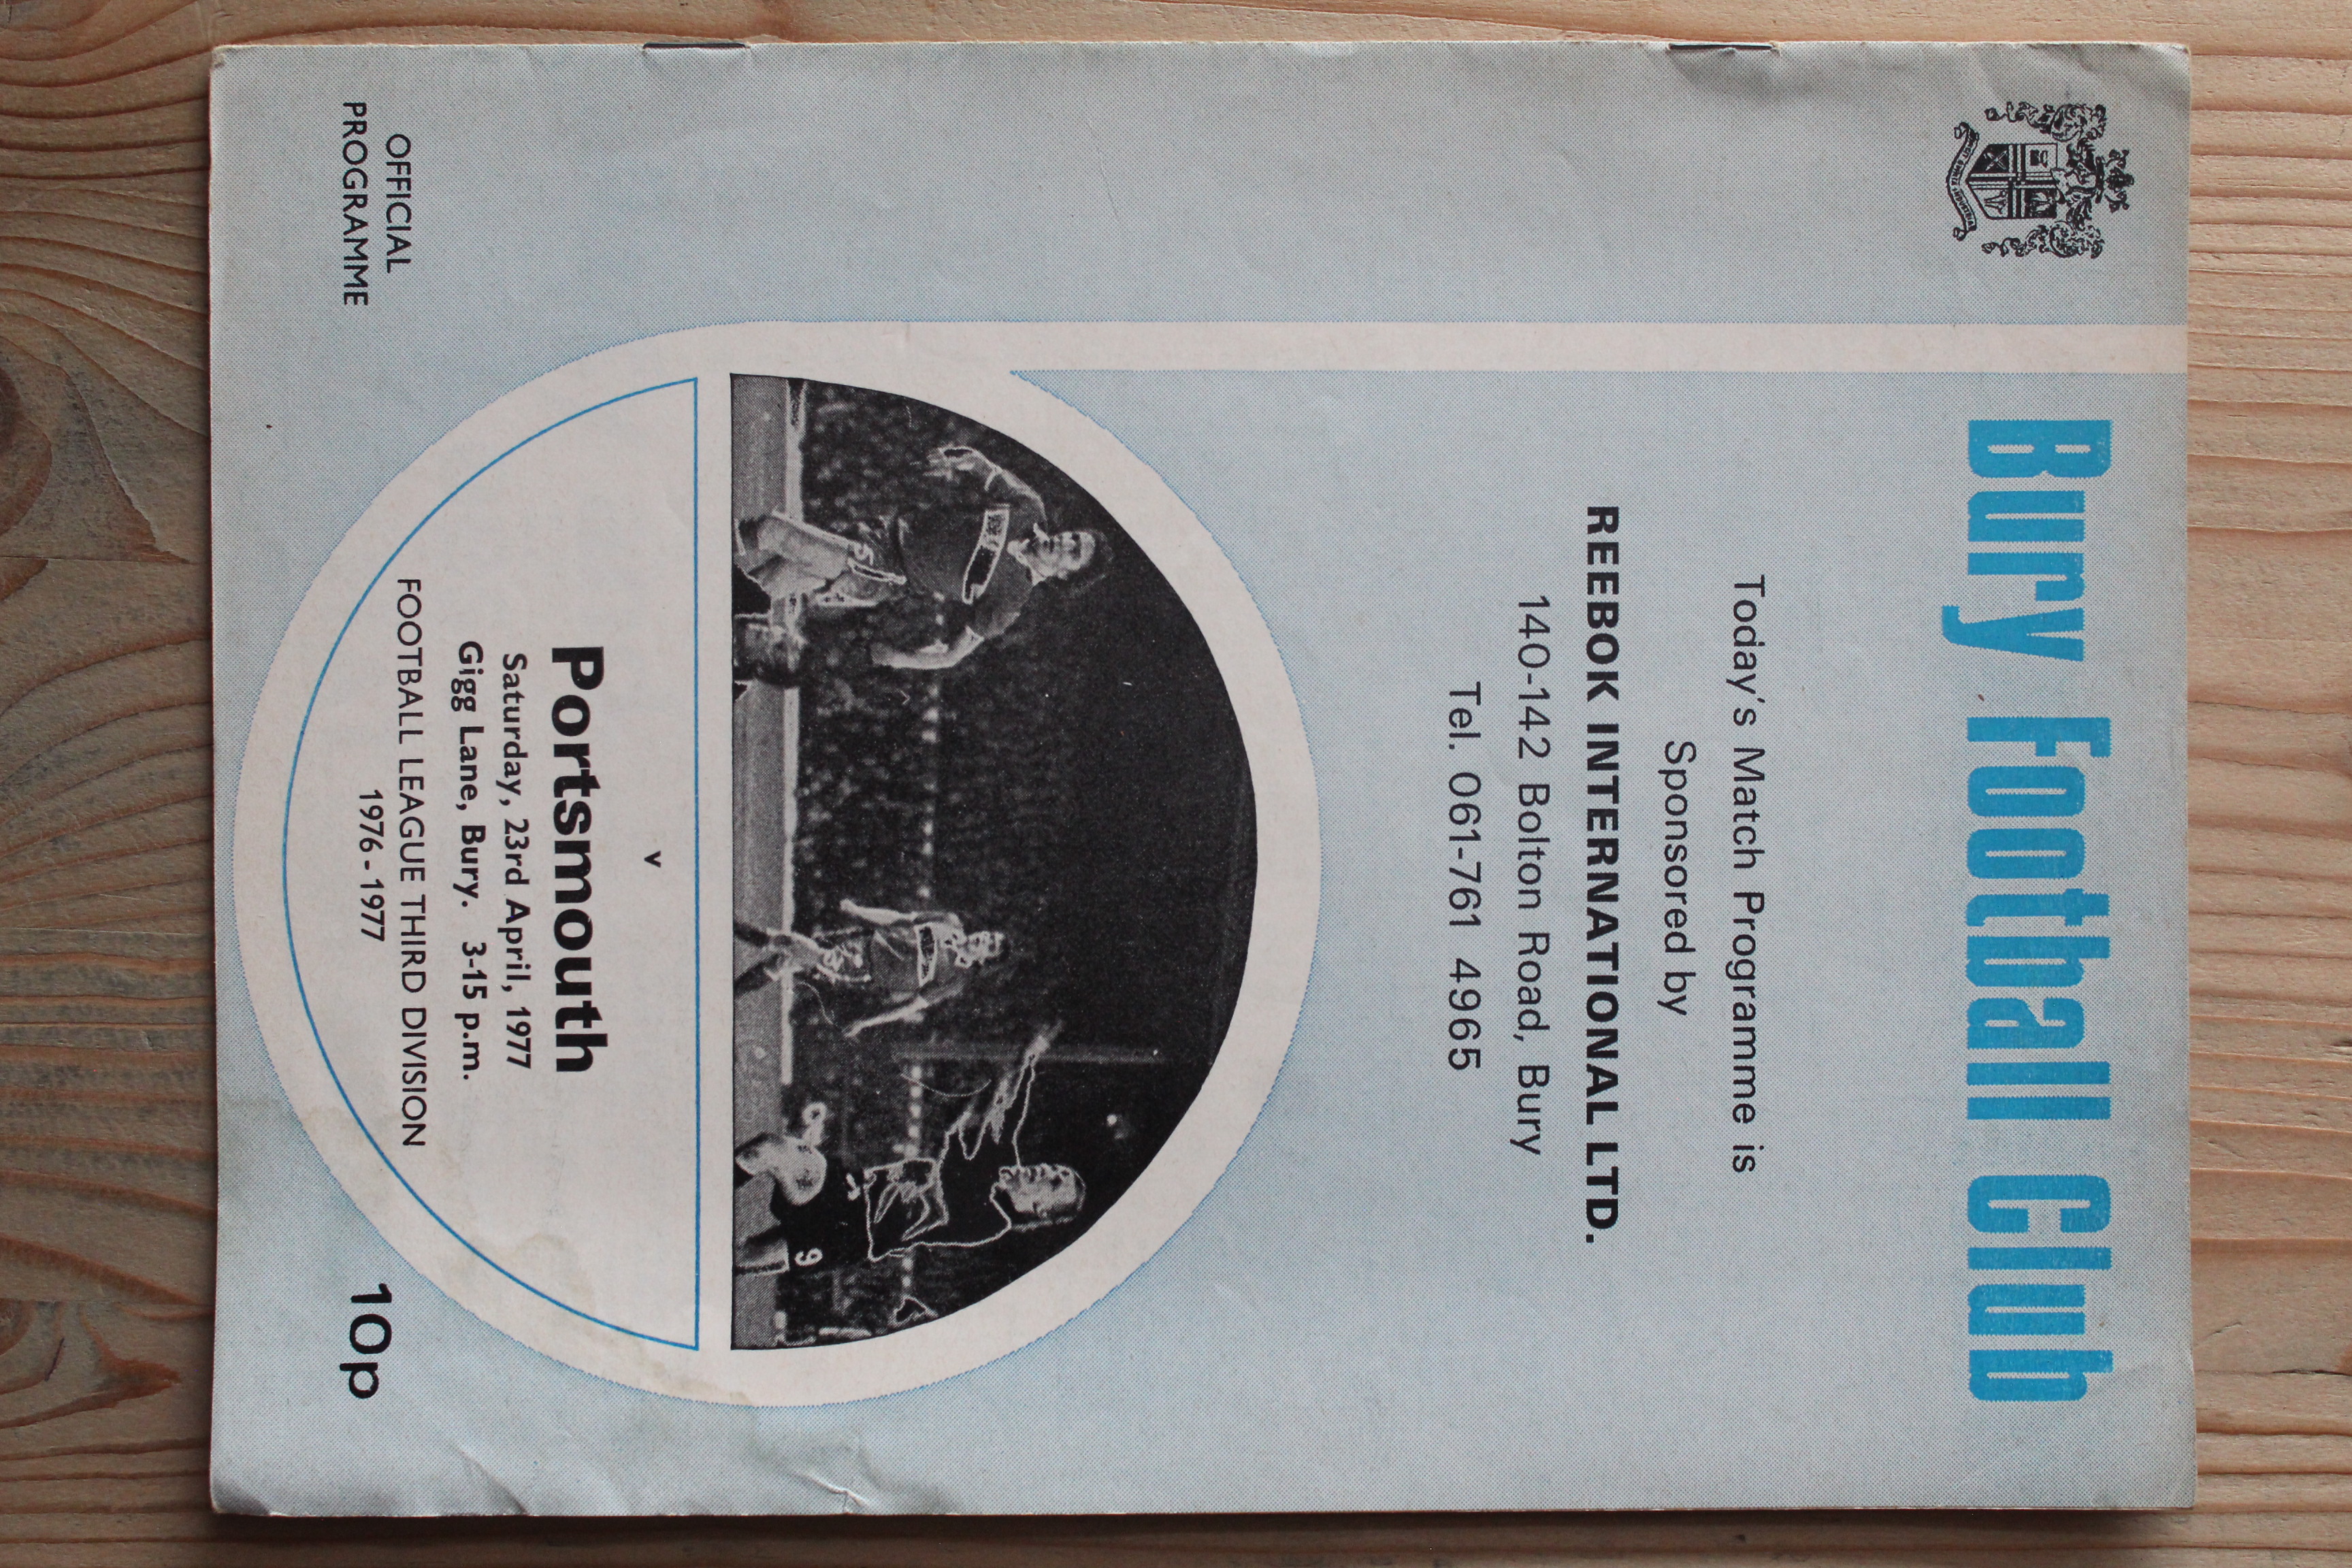 Bury Football Club
Today's Match Programme is
Sponsored by
REEBOK INTERNATIONAL LTD.
140-142 Bolton Road, Bury
Tel. 061-761 4965
9
v
Portsmouth
Saturday, 23rd April, 1977
Gigg Lane, Bury. 3-15 p.m.
FOOTBALL LEAGUE THIRD DIVISION
1976-1977
OFFICIAL
PROGRAMME
10p